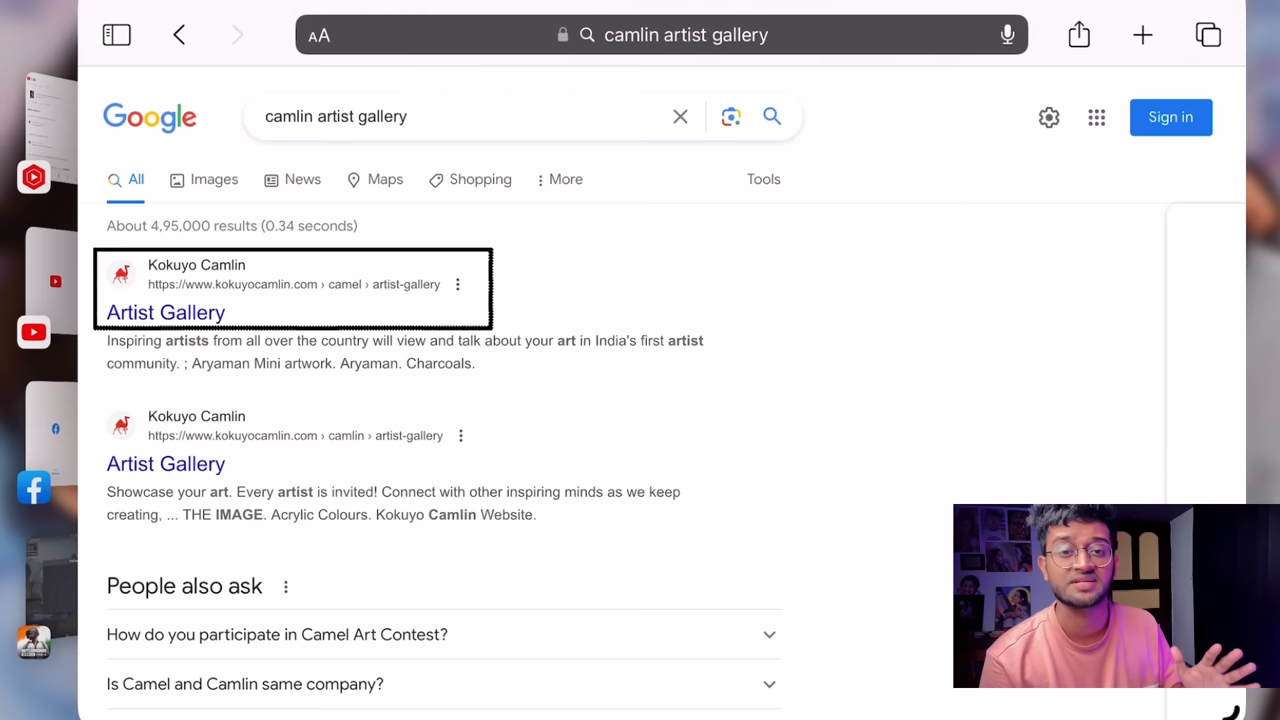 AA camlin artist gallery
Google camlin artist gallery Sign in
All Images News Maps Shopping More Tools
About 4,95,000 results (0.34 seconds)
Kokuyo Camlin
https://www.kokuyocamlin.com › camel › artist-gallery
Artist Gallery
Inspiring artists from all over the country will view and talk about your art in India's first artist
community. ; Aryaman Mini artwork. Aryaman. Charcoals.
Kokuyo Camlin
https://www.kokuyocamlin.com › camlin › artist-gallery
Artist Gallery
Showcase your art. Every artist is invited! Connect with other inspiring minds as we keep
creating, ... THE IMAGE. Acrylic Colours. Kokuyo Camlin Website.
People also ask
How do you participate in Camel Art Contest?
Is Camel and Camlin same company?